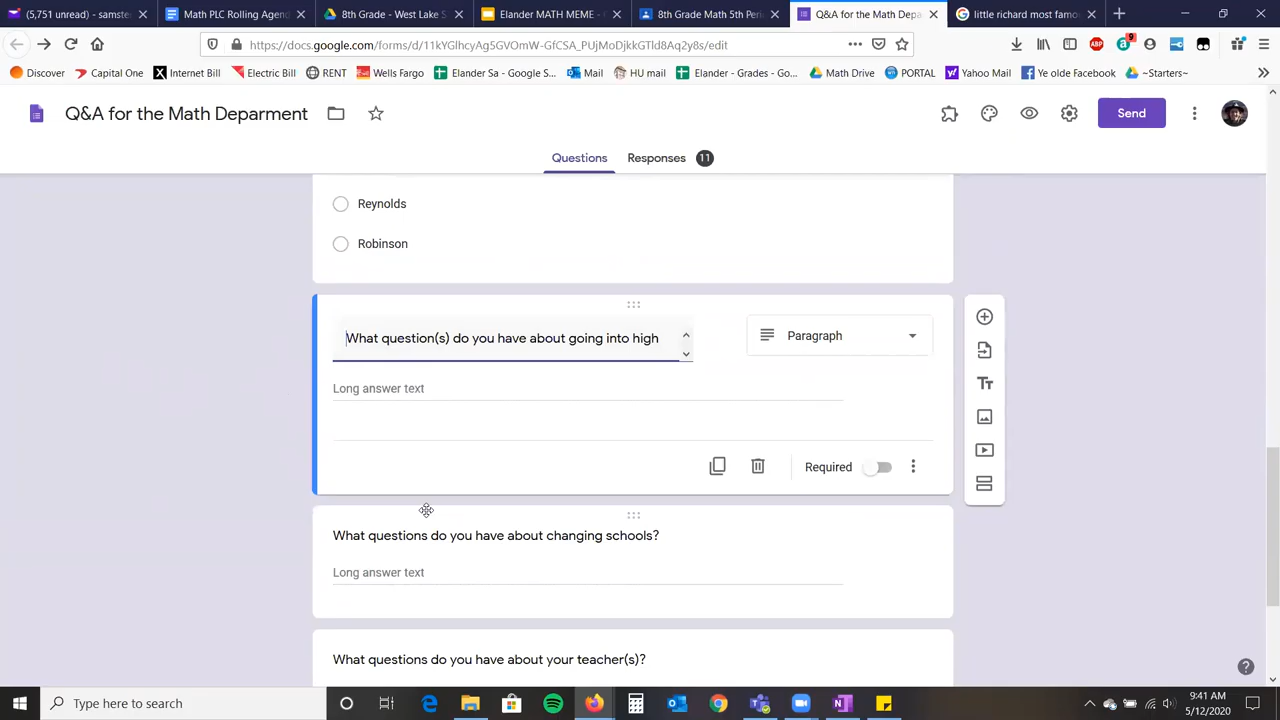 (5,751 unread)
Math Dept Rolling Agend
8th Grade - West Lake S
Elander MATH MEME - F
8th Grade Math 5th Peri
Q&A for the Math Depa
little richard most famou
https://docs.google.com/forms/d/11kYGlhcyAg5GVOmW-GfCSA_PUjMoDjkkGTld8Aq2y8s/edit
ABP
9
Discover
Capital One
Internet Bill
Electric Bill
RENT
Wells Fargo
Elander Sa - Google S...
Mail
HU mail
Elander - Grades - Go...
Math Drive
PORTAL
Yahoo Mail
Ye olde Facebook
~Starters~
Q&A for the Math Deparment
Send
Questions
Responses
11
Reynolds
Robinson
What question(s) do you have about going into high
Paragraph
Long answer text
Required
What questions do you have about changing schools?
Long answer text
What questions do you have about your teacher(s)?
Type here to search
9:41 AM
5/12/2020